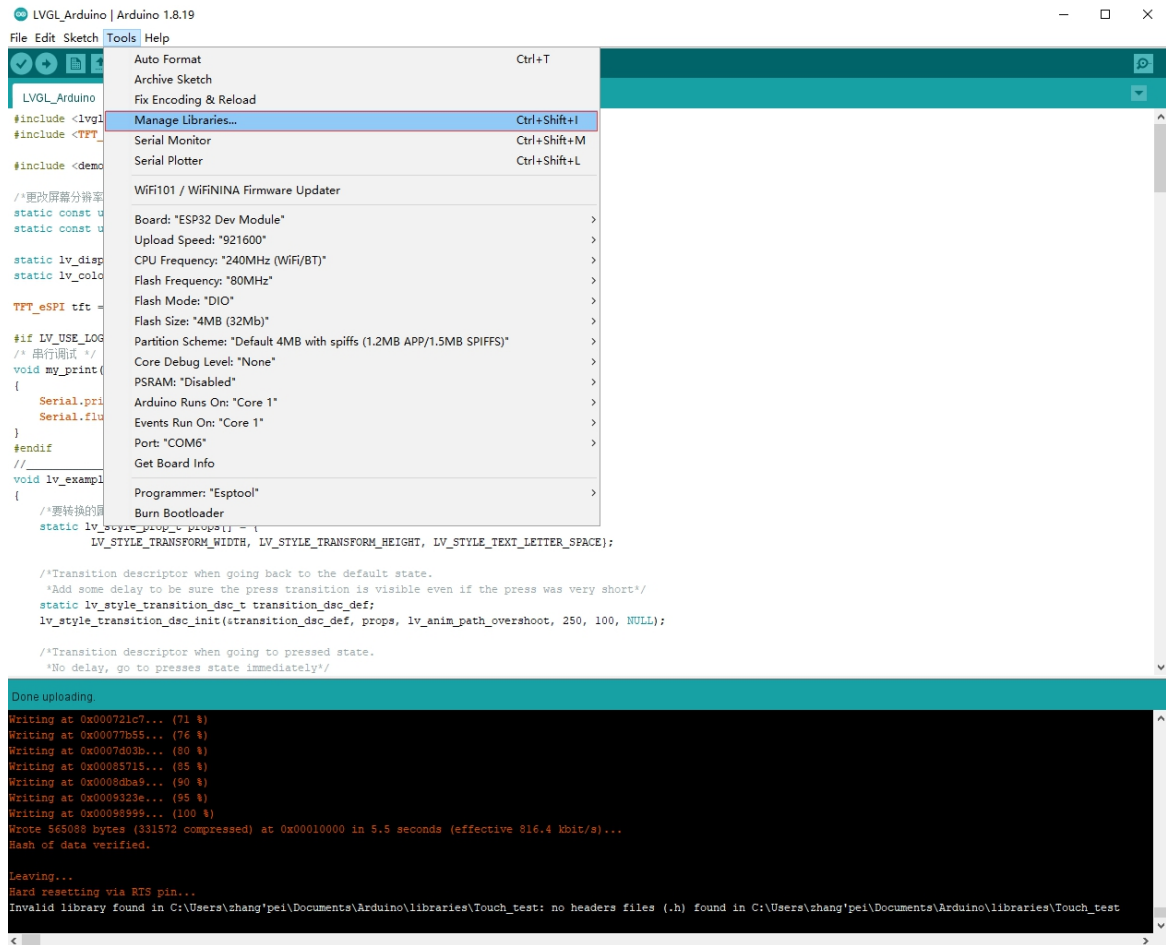 LVGL_Arduino | Arduino 1.8.19
File Edit Sketch Tools Help
Auto Format Ctrl+T
Archive Sketch
Fix Encoding & Reload
Manage Libraries... Ctrl+Shift+I
Serial Monitor Ctrl+Shift+M
Serial Plotter Ctrl+Shift+L
WiFi101 / WiFiNINA Firmware Updater
Board: "ESP32 Dev Module"
Upload Speed: "921600"
CPU Frequency: "240MHz (WiFi/BT)"
Flash Frequency: "80MHz"
Flash Mode: "DIO"
Flash Size: "4MB (32Mb)"
Partition Scheme: "Default 4MB with spiffs (1.2MB APP/1.5MB SPIFFS)"
Core Debug Level: "None"
PSRAM: "Disabled"
Arduino Runs On: "Core 1"
Events Run On: "Core 1"
Port: "COM6"
Get Board Info
Programmer: "Esptool"
Burn Bootloader
LVGL_Arduino
#include <lvgl
#include <TFT_
#include <demo
/*更改屏幕分辨率
static const u
static const u
static lv_disp
static lv_colo
TFT_eSPI tft =
#if LV_USE_LOG
/* 串行调试 */
void my_print(
{
Serial.pri
Serial.flu
}
#endif
//
void lv_exampl
{
/*要转换的属
static lv_style_prop_t props[] = {
LV_STYLE_TRANSFORM_WIDTH, LV_STYLE_TRANSFORM_HEIGHT, LV_STYLE_TEXT_LETTER_SPACE};
/*Transition descriptor when going back to the default state.
*Add some delay to be sure the press transition is visible even if the press was very short*/
static lv_style_transition_dsc_t transition_dsc_def;
lv_style_transition_dsc_init(&transition_dsc_def, props, lv_anim_path_overshoot, 250, 100, NULL);
/*Transition descriptor when going to pressed state.
*No delay, go to presses state immediately*/
Done uploading.
Writing at 0x000721c7... (71 %)
Writing at 0x00077b55... (76 %)
Writing at 0x0007d03b... (80 %)
Writing at 0x00085715... (85 %)
Writing at 0x0008dba9... (90 %)
Writing at 0x0009323e... (95 %)
Writing at 0x00098999... (100 %)
Wrote 565088 bytes (331572 compressed) at 0x00010000 in 5.5 seconds (effective 816.4 kbit/s)...
Hash of data verified.
Leaving...
Hard resetting via RTS pin...
Invalid library found in C:\Users\zhang'pei\Documents\Arduino\libraries\Touch_test: no headers files (.h) found in C:\Users\zhang'pei\Documents\Arduino\libraries\Touch_test